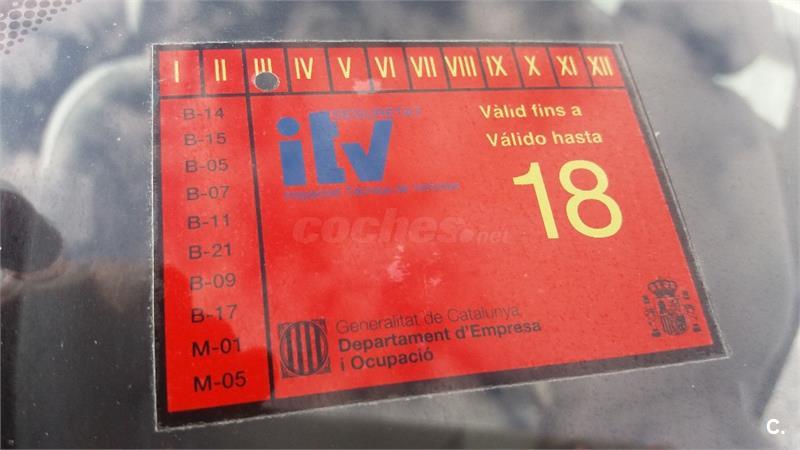 I II III IV V VI VII VIII IX X XI XII
SEGURETAT
itv
Vàlid fins a
Válido hasta
18
B-14
B-15
B-05
B-07
B-11
B-21
B-09
B-17
M-01
M-05
coches.net
Generalitat de Catalunya
Departament d'Empresa
i Ocupació
C.